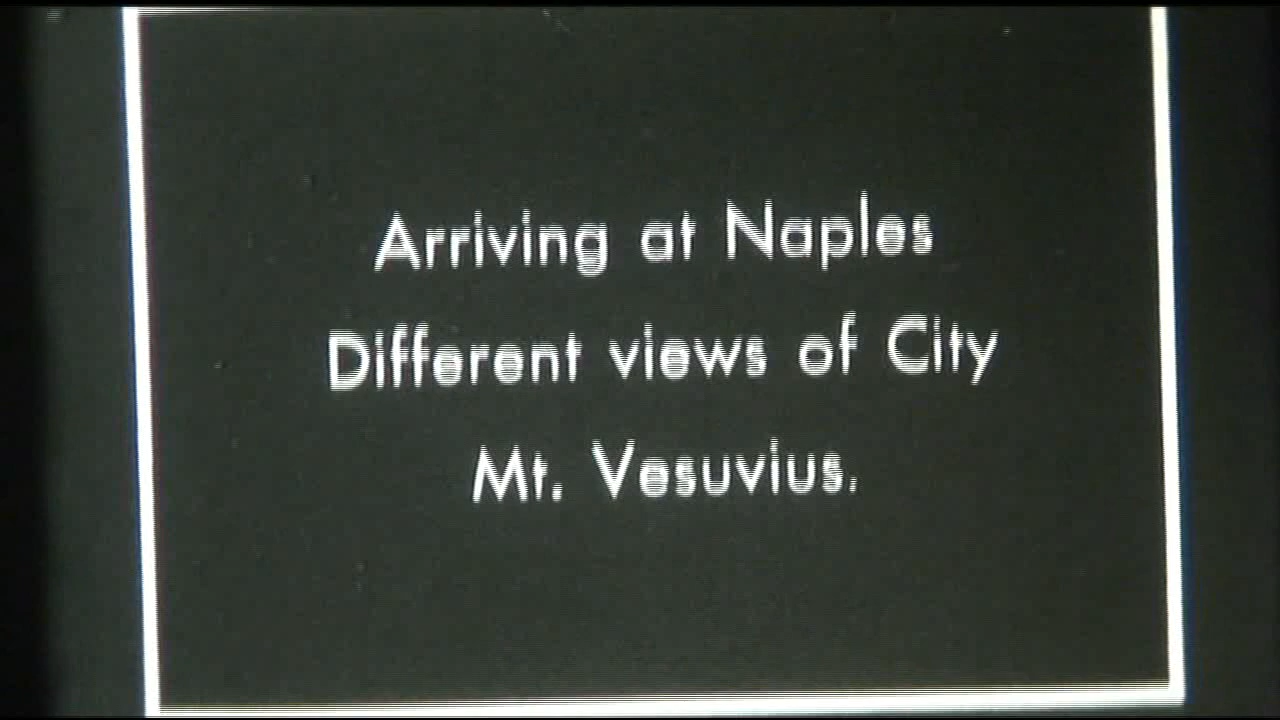 Arriving at Naples
Different views of City
Mt. Vesuvius.